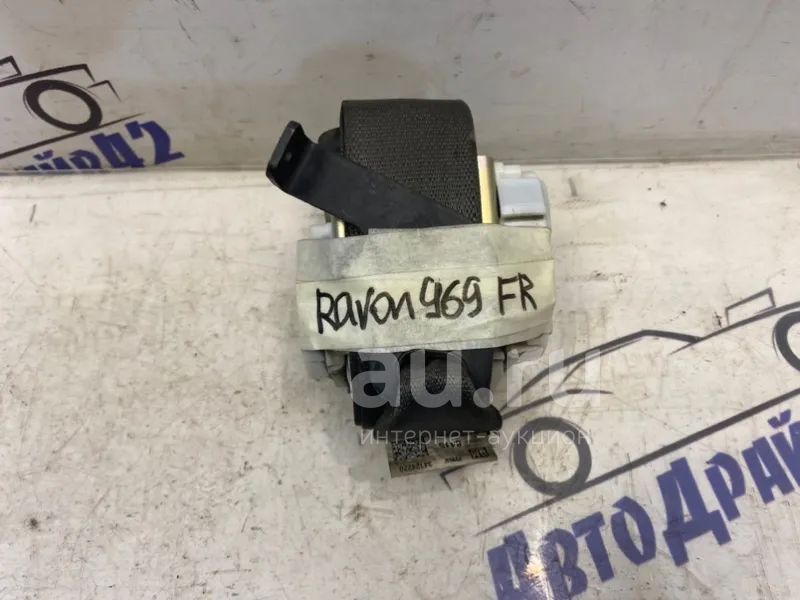 Ravon 969 FR
au.ru
интернет-аукцион
АвтоДрай